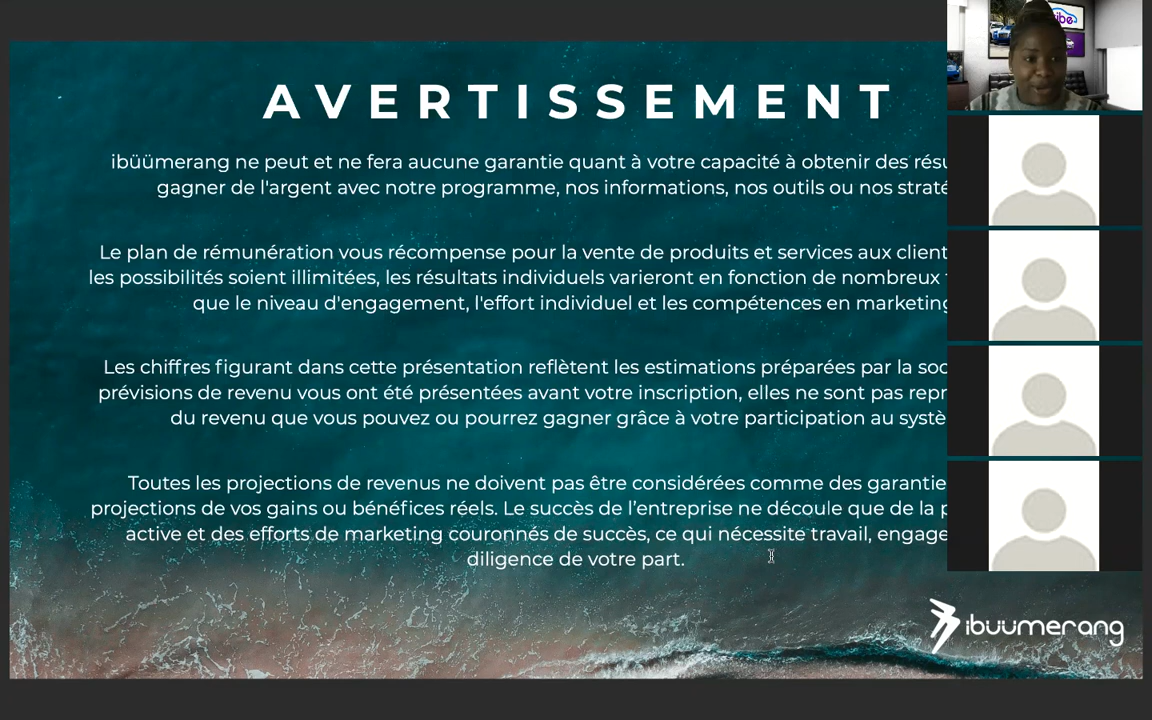 AVERTISSEMENT
ibüümerang ne peut et ne fera aucune garantie quant à votre capacité à obtenir des
gagner de l'argent avec notre programme, nos informations, nos outils ou nos
Le plan de rémunération vous récompense pour la vente de produits et services aux
les possibilités soient illimitées, les résultats individuels varieront en fonction de nombreux
que le niveau d'engagement, l'effort individuel et les compétences en marketing
Les chiffres figurant dans cette présentation reflètent les estimations préparées par la
prévisions de revenu vous ont été présentées avant votre inscription, elles ne sont pas
du revenu que vous pouvez ou pourrez gagner grâce à votre participation au
Toutes les projections de revenus ne doivent pas être considérées comme des
projections de vos gains ou bénéfices réels. Le succès de l'entreprise ne découle que de la
active et des efforts de marketing couronnés de succès, ce qui nécessite travail,
diligence de votre part.
ibuumerang